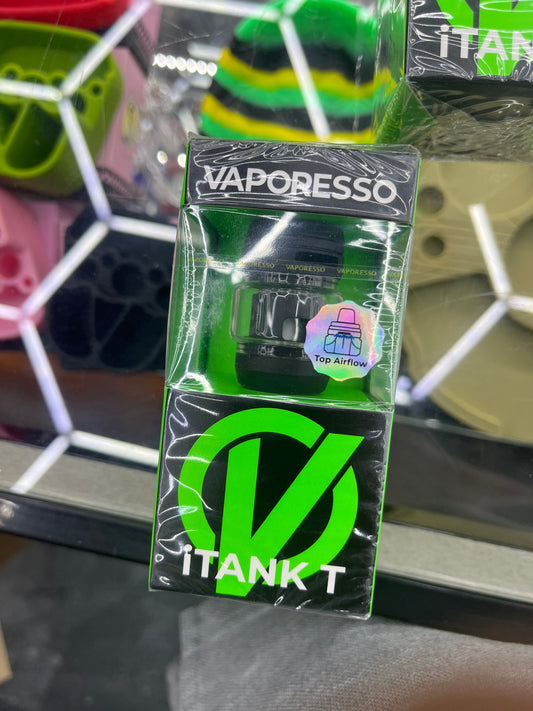 iTANK
VAPORESSO
VAPORESSO VAPORESSO
Top Airflow
iTANK T